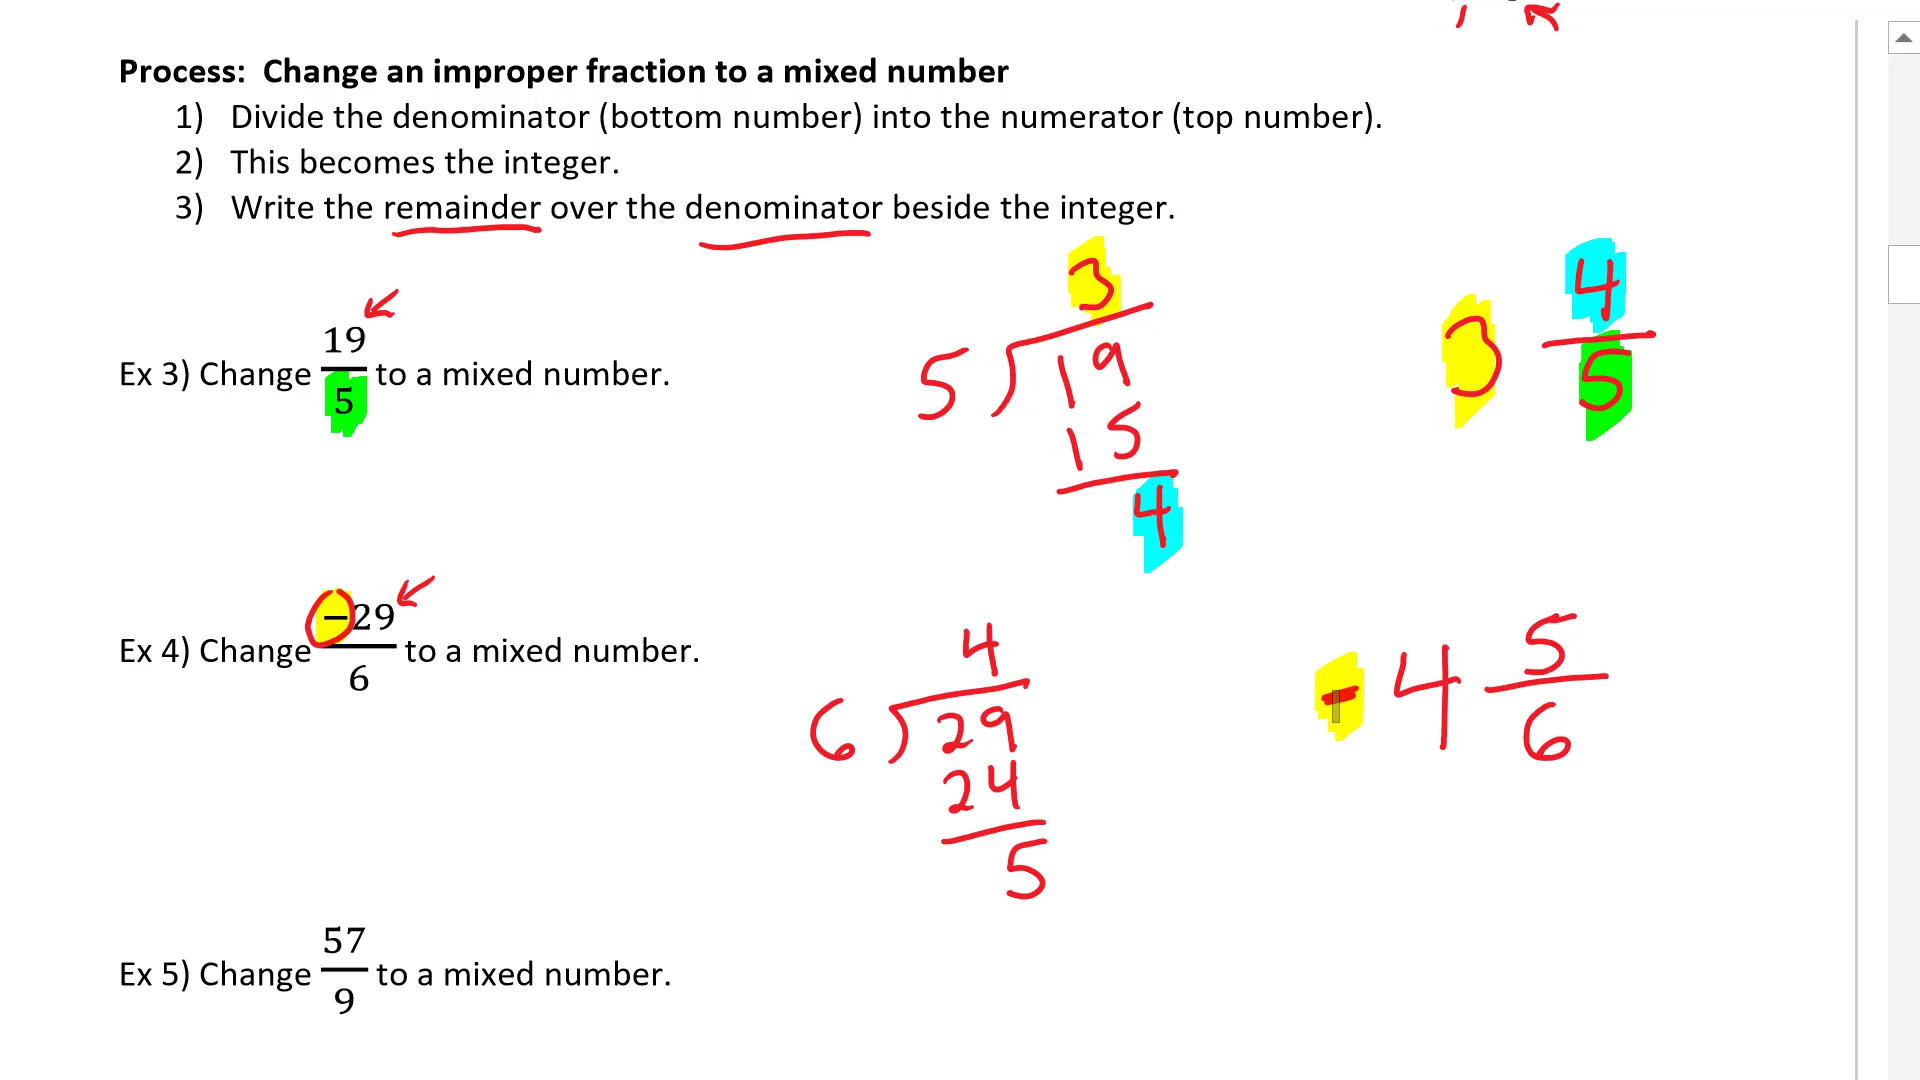 Process: Change an improper fraction to a mixed number
1) Divide the denominator (bottom number) into the numerator (top number).
2) This becomes the integer.
3) Write the remainder over the denominator beside the integer.
Ex 3) Change 19/5 to a mixed number.
3
5 19
15
4
3 4/5
Ex 4) Change −29/6 to a mixed number.
4
6 29
24
5
- 4 5/6
Ex 5) Change 57/9 to a mixed number.